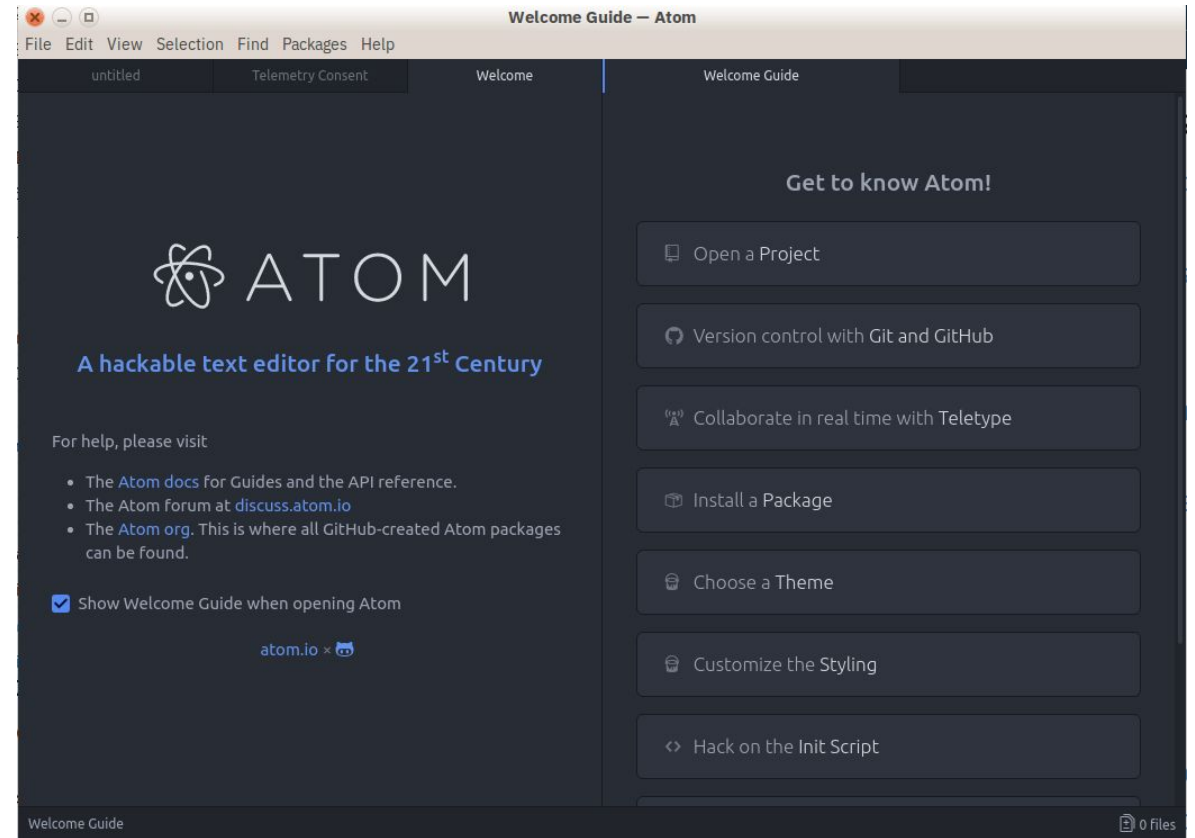 Welcome Guide — Atom
File Edit View Selection Find Packages Help
untitled Telemetry Consent Welcome Welcome Guide
ATOM
A hackable text editor for the 21st Century
For help, please visit
• The Atom docs for Guides and the API reference.
• The Atom forum at discuss.atom.io
• The Atom org. This is where all GitHub-created Atom packages
can be found.
Show Welcome Guide when opening Atom
atom.io ×
Get to know Atom!
Open a Project
Version control with Git and GitHub
Collaborate in real time with Teletype
Install a Package
Choose a Theme
Customize the Styling
Hack on the Init Script
Welcome Guide 0 files